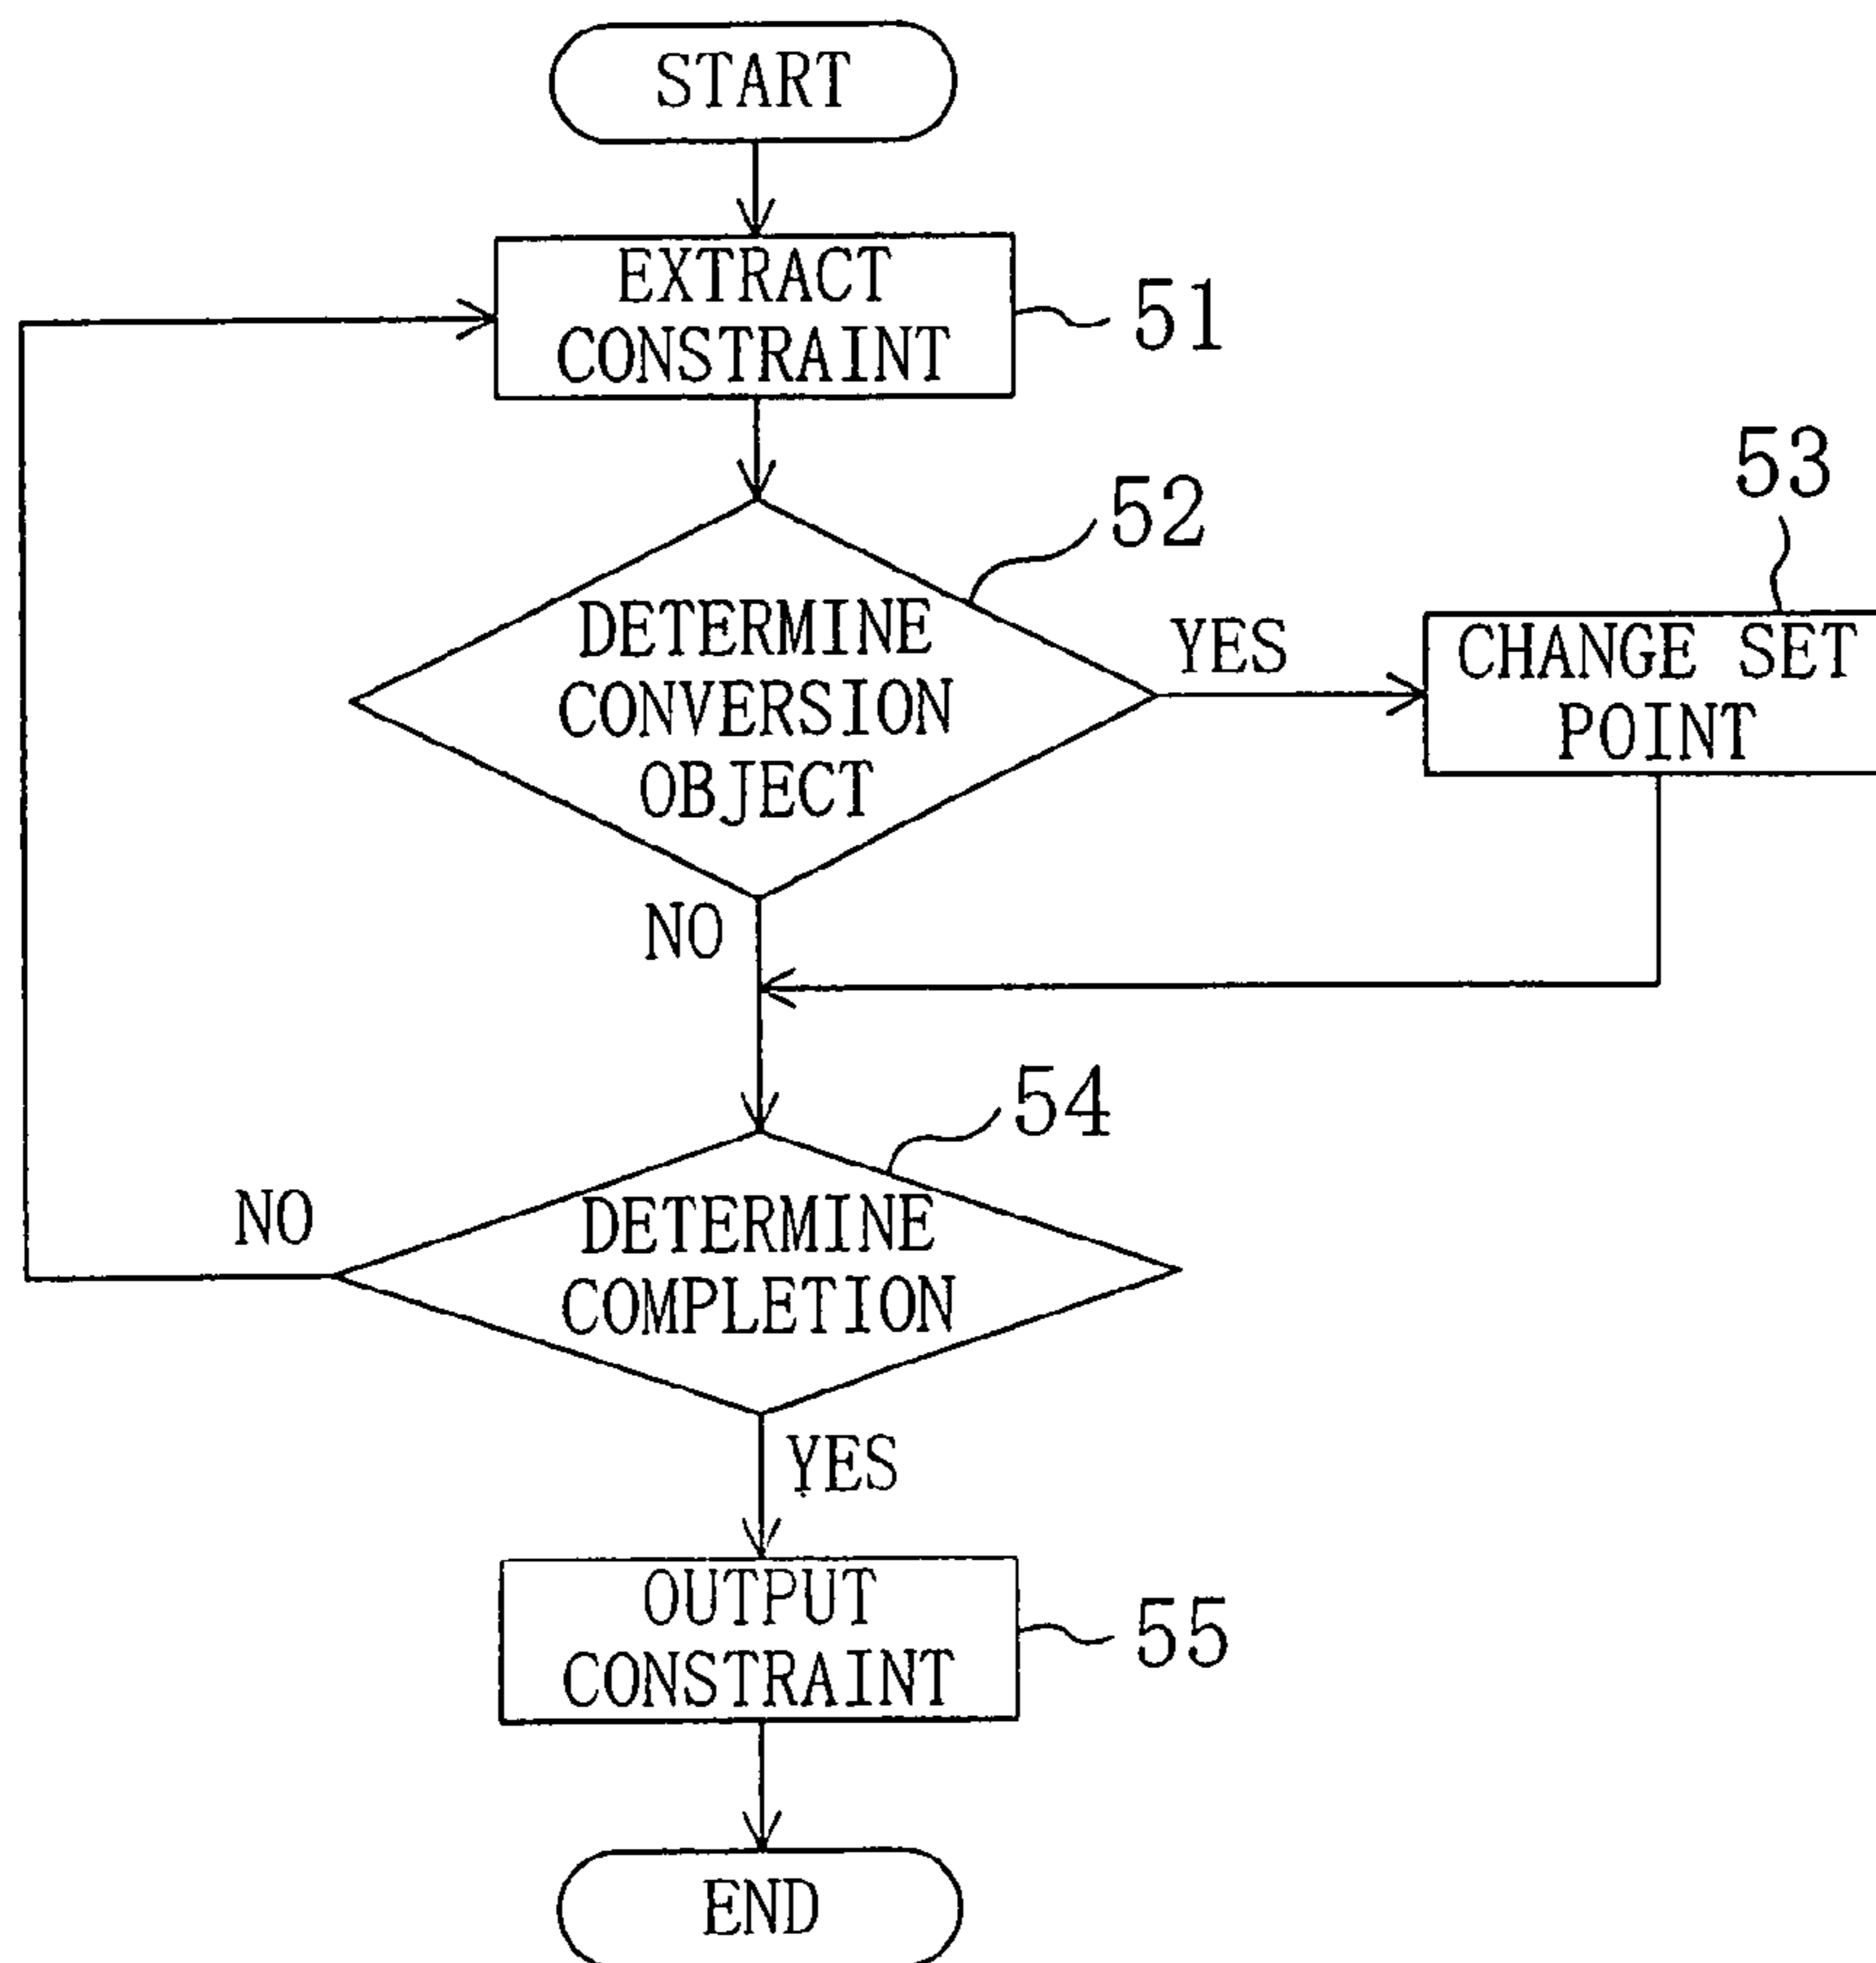 START
EXTRACT
CONSTRAINT
51
52
53
DETERMINE
CONVERSION
OBJECT
YES
CHANGE SET
POINT
NO
54
NO
DETERMINE
COMPLETION
YES
OUTPUT
CONSTRAINT
55
END